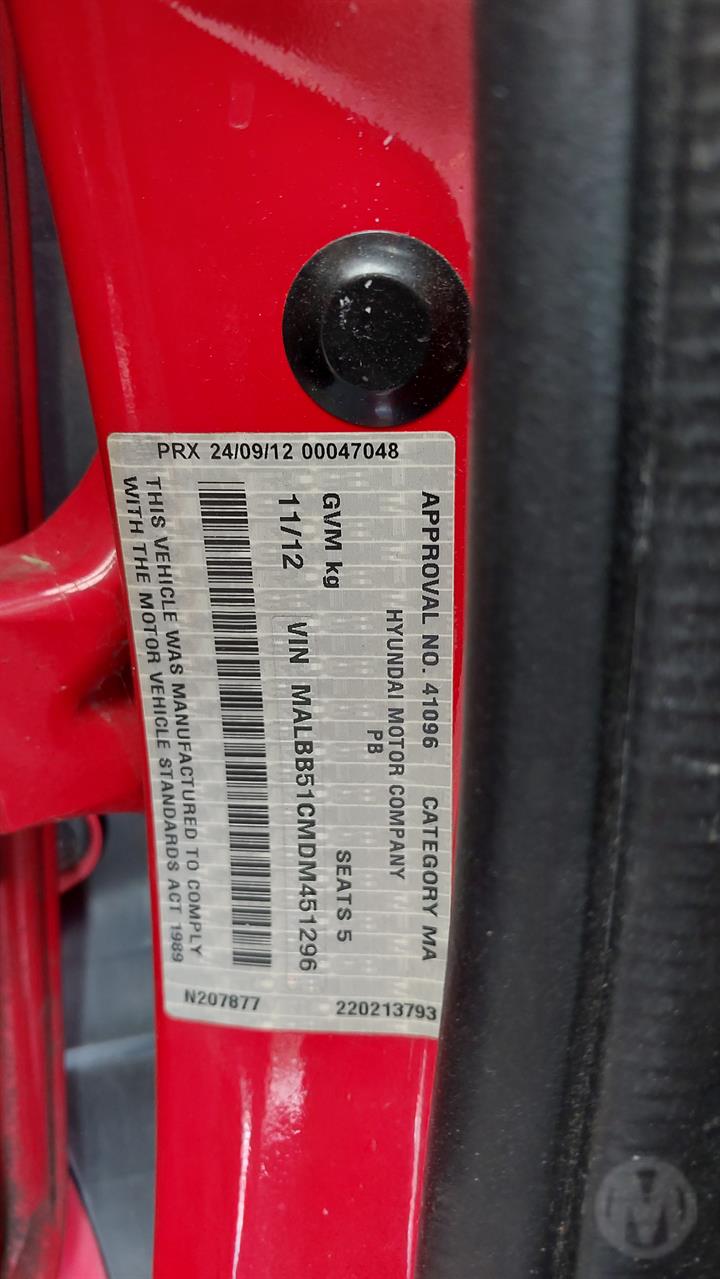 PRX 24/09/12 00047048
APPROVAL NO. 41096 CATEGORY MA
HYUNDAI MOTOR COMPANY
PB
GVM kg SEATS 5
11/12 VIN MALBB51CMDM451296
THIS VEHICLE WAS MANUFACTURED TO COMPLY
WITH THE MOTOR VEHICLE STANDARDS ACT 1989
N207877
220213793
M